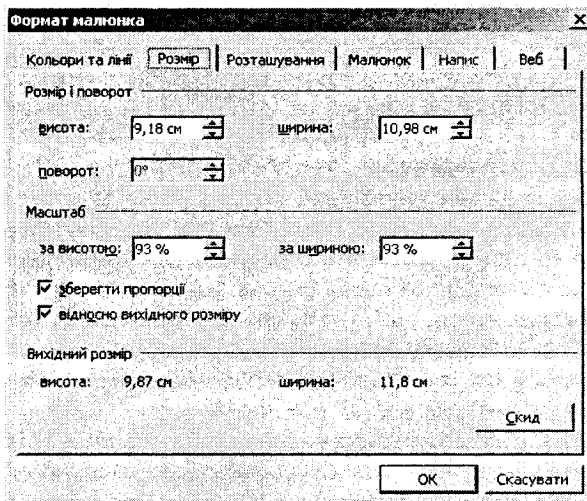 Формат малюнка
Кольори та лінії Розмір Розташування Малюнок Напис Веб
Розмір і поворот
висота: 9,18 см ширина: 10,98 см
поворот: 0°
Масштаб
за висотою: 93 % за шириною: 93 %
зберегти пропорції
відносно вихідного розміру
Вихідний розмір
висота: 9,87 см ширина: 11,8 см
Скид
OK Скасувати